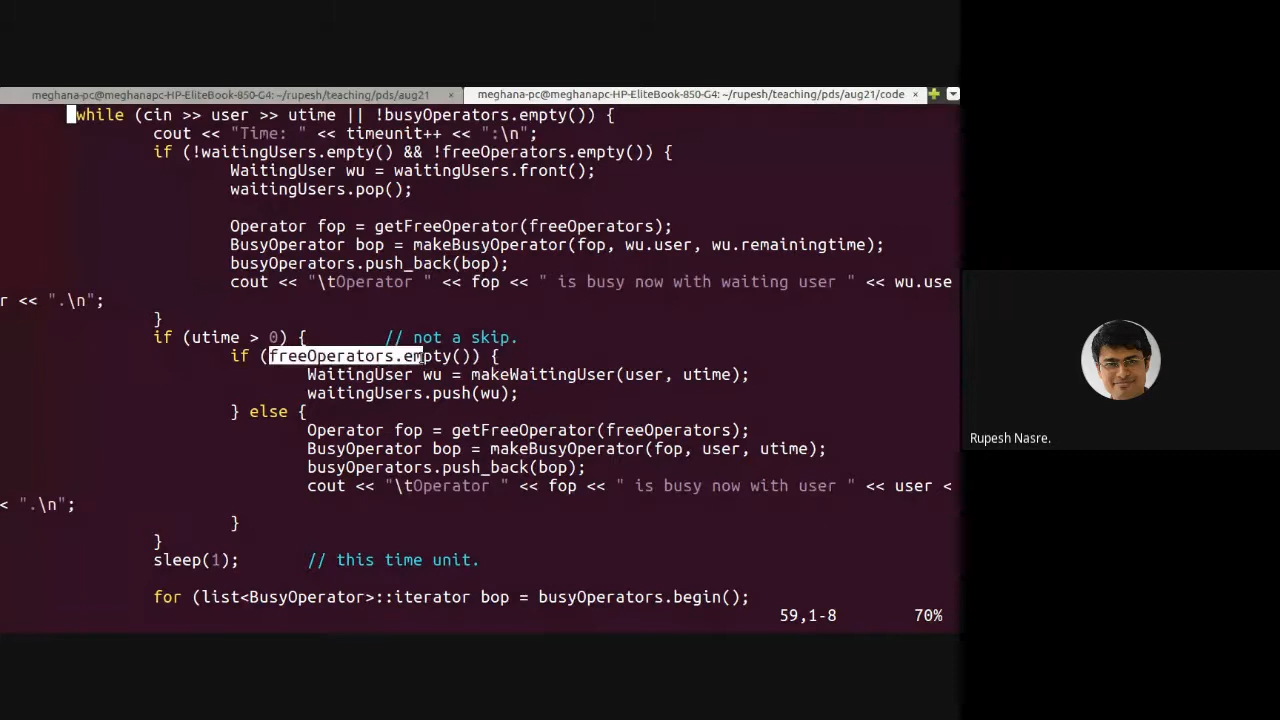 meghana-pc@meghanapc-HP-EliteBook-850-G4: ~/rupesh/teaching/pds/aug21 × meghana-pc@meghanapc-HP-EliteBook-850-G4: ~/rupesh/teaching/pds/aug21/code ×
while (cin >> user >> utime || !busyOperators.empty()) {
cout << "Time: " << timeunit++ << ":\n";
if (!waitingUsers.empty() && !freeOperators.empty()) {
WaitingUser wu = waitingUsers.front();
waitingUsers.pop();
Operator fop = getFreeOperator(freeOperators);
BusyOperator bop = makeBusyOperator(fop, wu.user, wu.remainingtime);
busyOperators.push_back(bop);
cout << "\tOperator " << fop << " is busy now with waiting user " << wu.use
r << ".\n";
}
if (utime > 0) { // not a skip.
if (freeOperators.empty()) {
WaitingUser wu = makeWaitingUser(user, utime);
waitingUsers.push(wu);
} else {
Operator fop = getFreeOperator(freeOperators);
BusyOperator bop = makeBusyOperator(fop, user, utime);
busyOperators.push_back(bop);
cout << "\tOperator " << fop << " is busy now with user " << user <
< ".\n";
}
}
sleep(1); // this time unit.
for (list<BusyOperator>::iterator bop = busyOperators.begin();
59,1-8 70%
Rupesh Nasre.